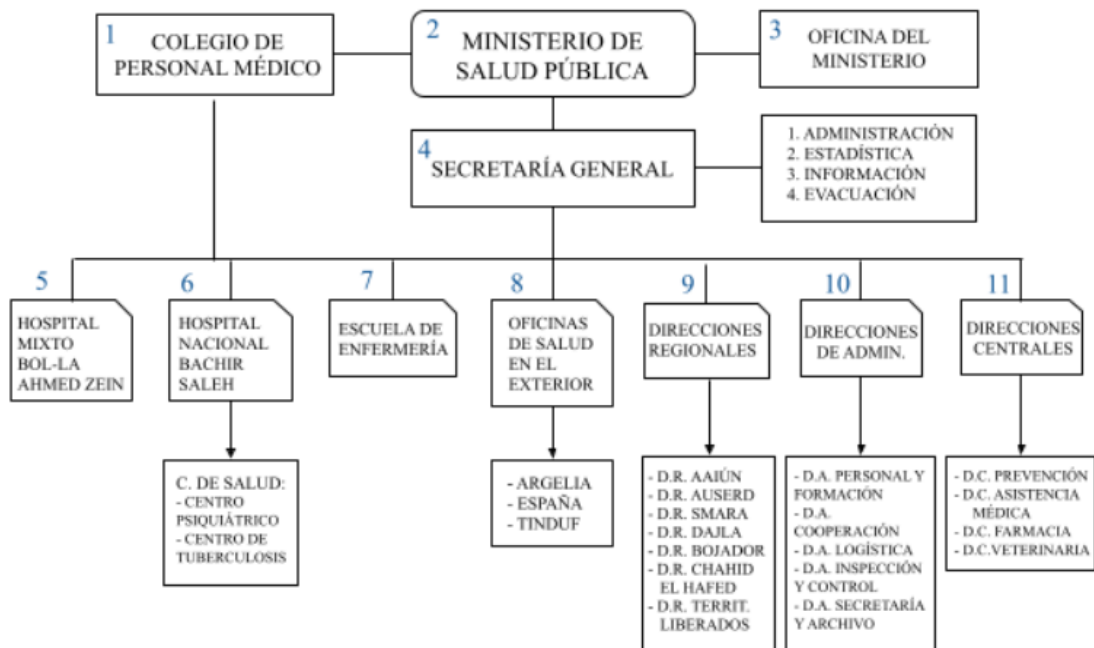 1
COLEGIO DE
PERSONAL MÉDICO
2
MINISTERIO DE
SALUD PÚBLICA
3
OFICINA DEL
MINISTERIO
4
SECRETARÍA GENERAL
1. ADMINISTRACIÓN
2. ESTADÍSTICA
3. INFORMACIÓN
4. EVACUACIÓN
5
HOSPITAL
MIXTO
BOL-LA
AHMED ZEIN
6
HOSPITAL
NACIONAL
BACHIR
SALEH
7
ESCUELA DE
ENFERMERÍA
8
OFICINAS
DE SALUD
EN EL
EXTERIOR
9
DIRECCIONES
REGIONALES
10
DIRECCIONES
DE ADMIN.
11
DIRECCIONES
CENTRALES
C. DE SALUD:
- CENTRO
PSIQUIÁTRICO
- CENTRO DE
TUBERCULOSIS
- ARGELIA
- ESPAÑA
- TINDUF
- D.R. AAIÚN
- D.R. AUSERD
- D.R. SMARA
- D.R. DAJLA
- D.R. BOJADOR
- D.R. CHAHID
EL HAFED
- D.R. TERRIT.
LIBERADOS
- D.A. PERSONAL Y
FORMACIÓN
- D.A.
COOPERACIÓN
- D.A. LOGÍSTICA
- D.A. INSPECCIÓN
Y CONTROL
- D.A. SECRETARÍA
Y ARCHIVO
- D.C. PREVENCIÓN
- D.C. ASISTENCIA
MÉDICA
- D.C. FARMACIA
- D.C.VETERINARIA